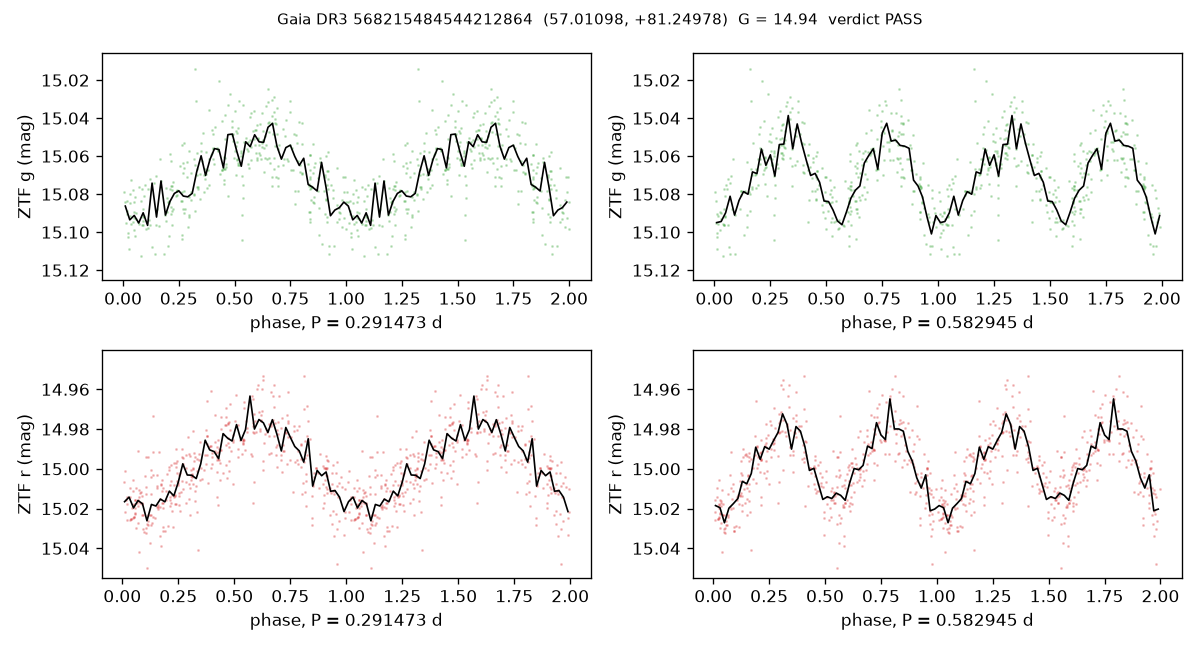 Gaia DR3 568215484544212864  (57.01098, +81.24978)  G = 14.94  verdict PASS
ZTF g (mag)
15.02
15.04
15.06
15.08
15.10
15.12
0.00 0.25 0.50 0.75 1.00 1.25 1.50 1.75 2.00
phase, P = 0.291473 d
ZTF g (mag)
15.02
15.04
15.06
15.08
15.10
15.12
0.00 0.25 0.50 0.75 1.00 1.25 1.50 1.75 2.00
phase, P = 0.582945 d
ZTF r (mag)
14.96
14.98
15.00
15.02
15.04
0.00 0.25 0.50 0.75 1.00 1.25 1.50 1.75 2.00
phase, P = 0.291473 d
ZTF r (mag)
14.96
14.98
15.00
15.02
15.04
0.00 0.25 0.50 0.75 1.00 1.25 1.50 1.75 2.00
phase, P = 0.582945 d